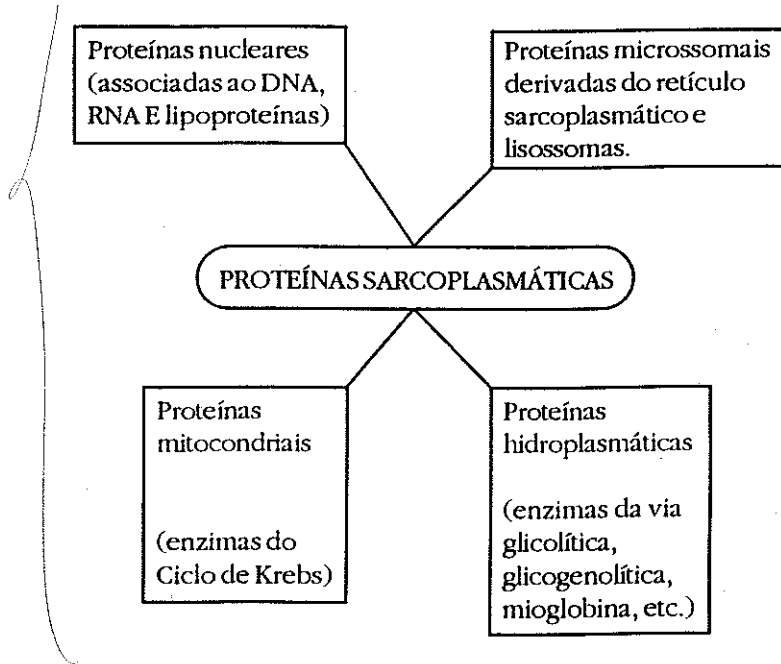 Proteínas nucleares
(associadas ao DNA,
RNA E lipoproteínas)
Proteínas microssomais
derivadas do retículo
sarcoplasmático e
lisossomas.
PROTEÍNAS SARCOPLASMÁTICAS
Proteínas
mitocondriais
(enzimas do
Ciclo de Krebs)
Proteínas
hidroplasmáticas
(enzimas da via
glicolítica,
glicogenolítica,
mioglobina, etc.)